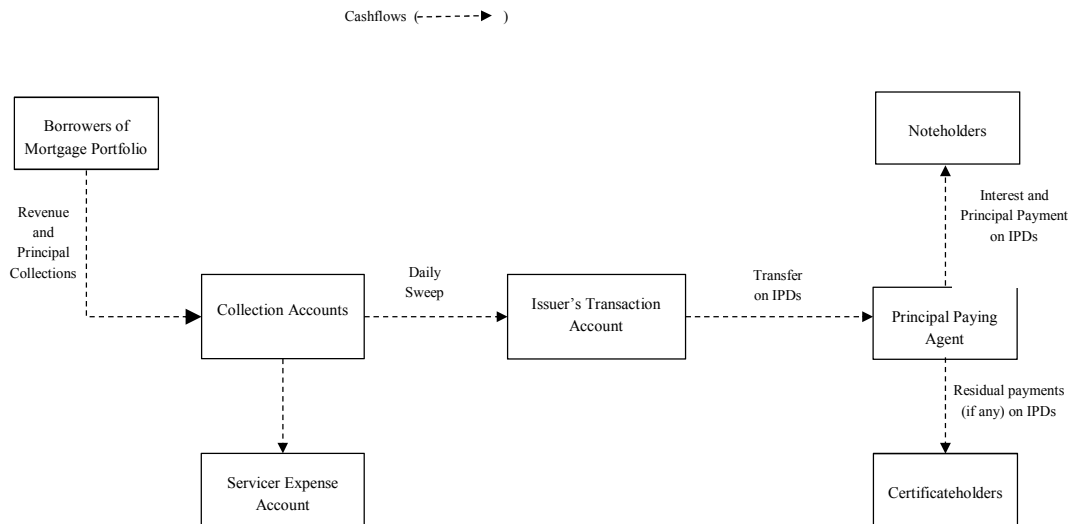 Cashflows ( )
Borrowers of
Mortgage Portfolio
Noteholders
Revenue
and
Principal
Collections
Interest and
Principal Payment
on IPDs
Collection Accounts
Daily
Sweep
Issuer’s Transaction
Account
Transfer
on IPDs
Principal Paying
Agent
Residual payments
(if any) on IPDs
Servicer Expense
Account
Certificateholders